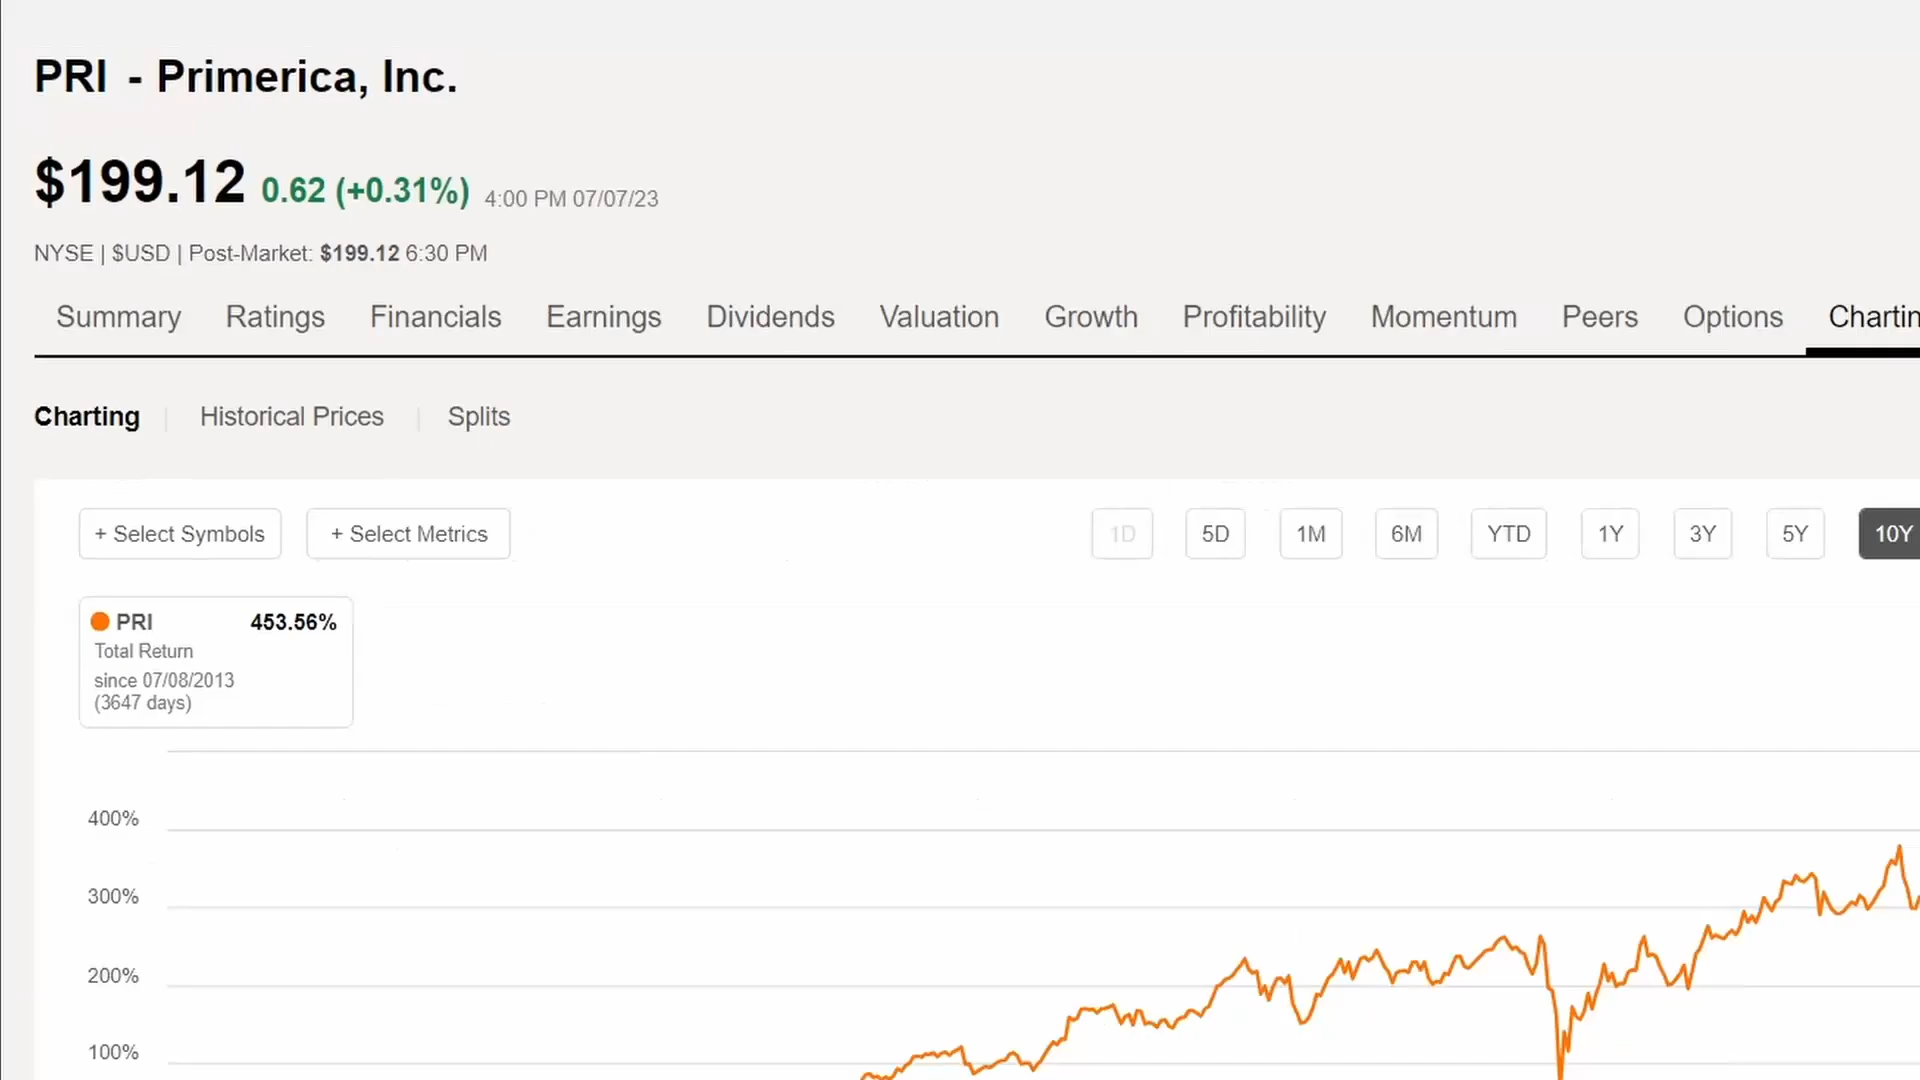 PRI - Primerica, Inc.
$199.12 0.62 (+0.31%) 4:00 PM 07/07/23
NYSE | $USD | Post-Market: $199.12 6:30 PM
Summary Ratings Financials Earnings Dividends Valuation Growth Profitability Momentum Peers Options Chartin
Charting | Historical Prices | Splits
+ Select Symbols + Select Metrics 1D 5D 1M 6M YTD 1Y 3Y 5Y 10Y
PRI 453.56%
Total Return
since 07/08/2013
(3647 days)
400%
300%
200%
100%